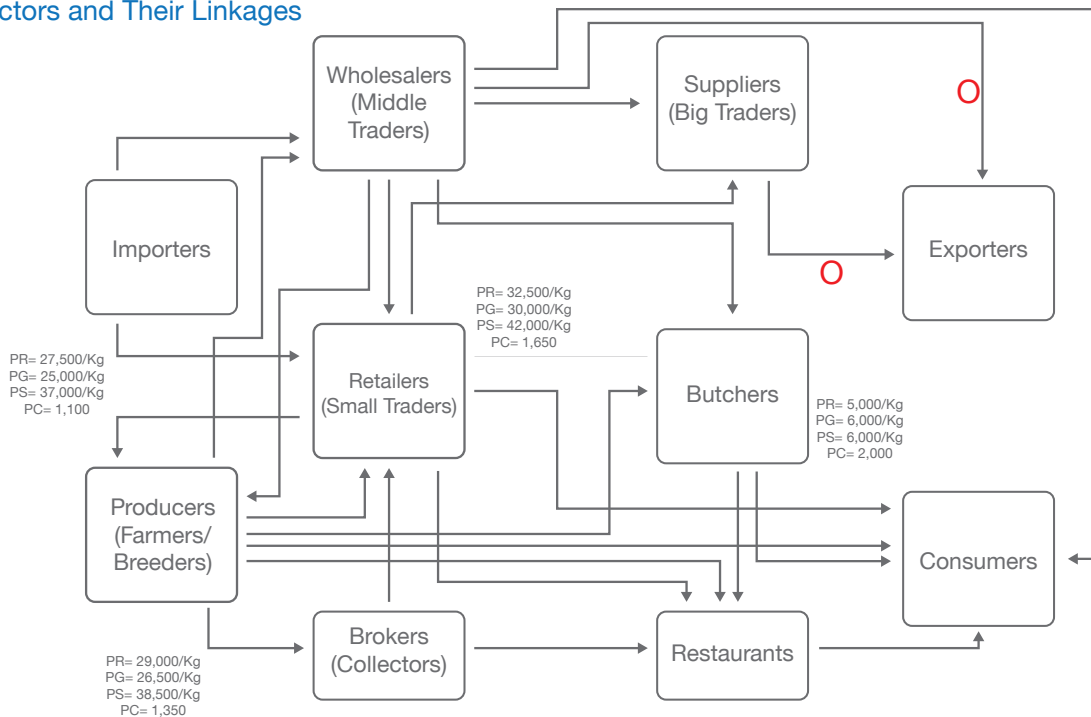 ctors and Their Linkages
Wholesalers
(Middle
Traders)
Suppliers
(Big Traders)
O
Importers
Exporters
O
PR= 32,500/Kg
PG= 30,000/Kg
PS= 42,000/Kg
PC= 1,650
PR= 27,500/Kg
PG= 25,000/Kg
PS= 37,000/Kg
PC= 1,100
Retailers
(Small Traders)
Butchers
PR= 5,000/Kg
PG= 6,000/Kg
PS= 6,000/Kg
PC= 2,000
Producers
(Farmers/
Breeders)
Consumers
Brokers
(Collectors)
Restaurants
PR= 29,000/Kg
PG= 26,500/Kg
PS= 38,500/Kg
PC= 1,350